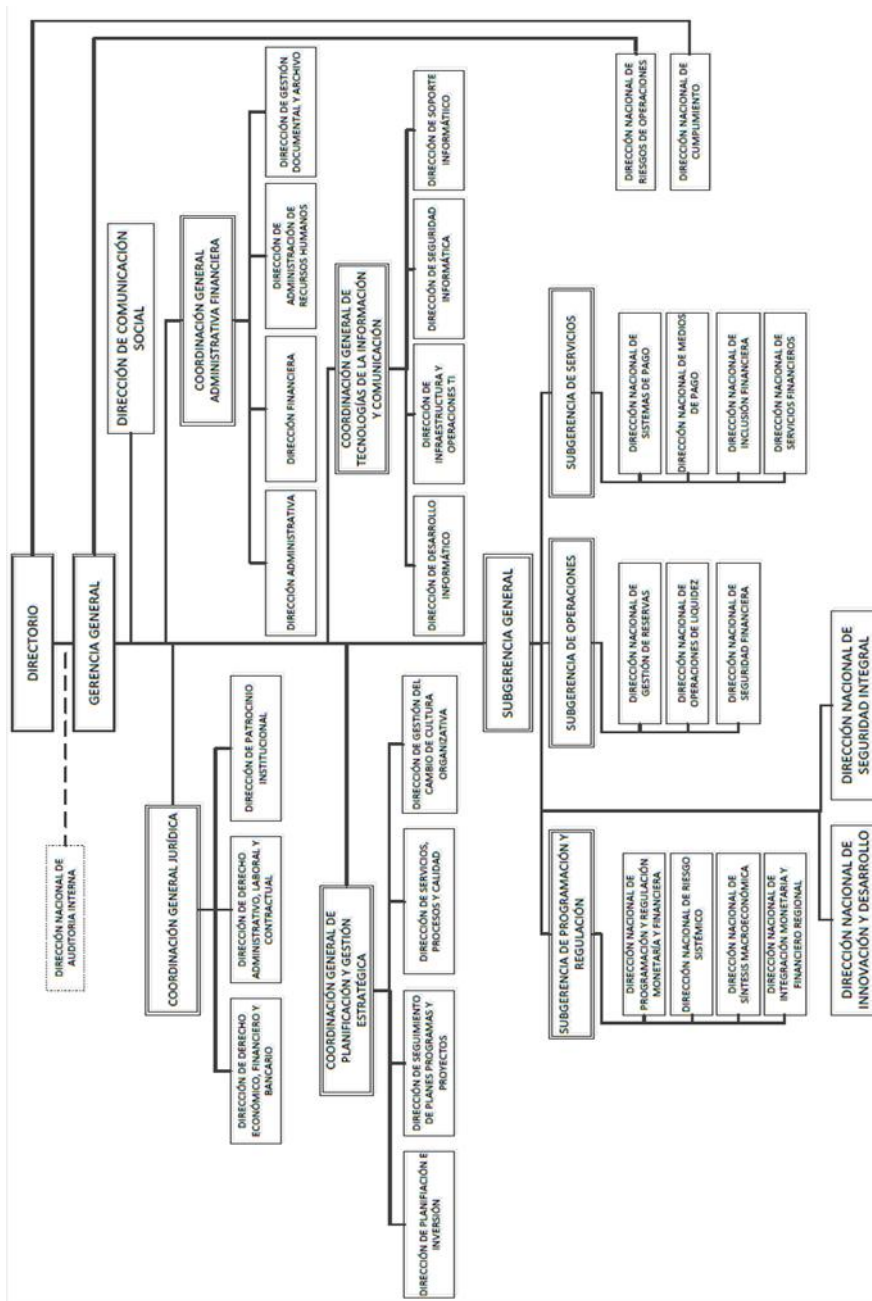 DIRECTORIO
DIRECCIÓN NACIONAL DE
AUDITORIA INTERNA
GERENCIA GENERAL
DIRECCIÓN DE COMUNICACIÓN
SOCIAL
COORDINACIÓN GENERAL JURÍDICA
DIRECCIÓN DE DERECHO
ECONÓMICO, FINANCIERO Y
BANCARIO
DIRECCIÓN DE DERECHO
ADMINISTRATIVO, LABORAL Y
CONTRACTUAL
DIRECCIÓN DE PATROCINIO
INSTITUCIONAL
COORDINACIÓN GENERAL
ADMINISTRATIVA FINANCIERA
DIRECCIÓN ADMINISTRATIVA
DIRECCIÓN FINANCIERA
DIRECCIÓN DE
ADMINISTRACIÓN DE
RECURSOS HUMANOS
DIRECCIÓN DE GESTIÓN
DOCUMENTAL Y ARCHIVO
COORDINACIÓN GENERAL DE
PLANIFICACIÓN Y GESTIÓN
ESTRATÉGICA
DIRECCIÓN DE PLANIFIACIÓN E
INVERSIÓN
DIRECCIÓN DE SEGUIMIENTO
DE PLANES PROGRAMAS Y
PROYECTOS
DIRECCIÓN DE SERVICIOS,
PROCESOS Y CALIDAD
DIRECCIÓN DE GESTIÓN DEL
CAMBIO DE CULTURA
ORGANIZATIVA
COORDINACIÓN GENERAL DE
TECNOLOGÍAS DE LA INFORMACIÓN
Y COMUNICACIÓN
DIRECCIÓN DE DESARROLLO
INFORMÁTICO
DIRECCIÓN DE
INFRAESTRUCTURA Y
OPERACIONES TI
DIRECCIÓN DE SEGURIDAD
INFORMÁTICA
DIRECCIÓN DE SOPORTE
INFORMÁTIICO
SUBGERENCIA GENERAL
SUBGERENCIA DE PROGRAMACIÓN Y
REGULACIÓN
DIRECCIÓN NACIONAL DE
PROGRAMACIÓN Y REGULACIÓN
MONETARÍA Y FINANCIERA
DIRECCIÓN NACIONAL DE RIESGO
SISTÉMICO
DIRECCIÓN NACIONAL DE
SÍNTESIS MACROECONÓMICA
DIRECCIÓN NACIONAL DE
INTEGRACIÓN MONETARIA Y
FINANCIERO REGIONAL
SUBGERENCIA DE OPERACIONES
DIRECCIÓN NACIONAL DE
GESTIÓN DE RESERVAS
DIRECCIÓN NACIONAL DE
OPERACIONES DE LIQUIDEZ
DIRECCIÓN NACIONAL DE
SEGURIDAD FINANCIERA
SUBGERENCIA DE SERVICIOS
DIRECCIÓN NACIONAL DE
SISTEMAS DE PAGO
DIRECCIÓN NACIONAL DE MEDIOS
DE PAGO
DIRECCIÓN NACIONAL DE
INCLUSIÓN FINANCIERA
DIRECCIÓN NACIONAL DE
SERVICIOS FINANCIEROS
DIRECCIÓN NACIONAL DE
RIESGOS DE OPERACIONES
DIRECCIÓN NACIONAL DE
CUMPLIMIENTO
DIRECCIÓN NACIONAL DE
INNOVACIÓN Y DESARROLLO
DIRECCIÓN NACIONAL DE
SEGURIDAD INTEGRAL